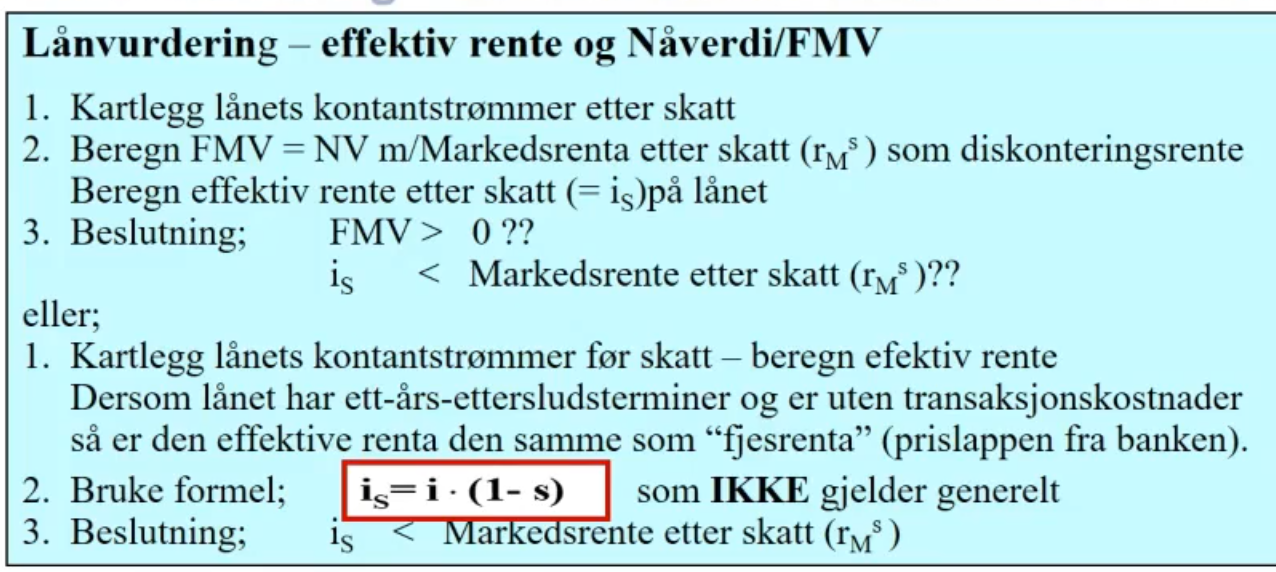 Lånvurdering – effektiv rente og Nåverdi/FMV
1. Kartlegg lånets kontantstrømmer etter skatt
2. Beregn FMV = NV m/Markedsrenta etter skatt (r_M^s) som diskonteringsrente
Beregn effektiv rente etter skatt (= i_S)på lånet
3. Beslutning; FMV > 0 ??
i_S < Markedsrente etter skatt (r_M^s)??
eller;
1. Kartlegg lånets kontantstrømmer før skatt – beregn efektiv rente
Dersom lånet har ett-års-ettersludsterminer og er uten transaksjonskostnader
så er den effektive renta den samme som “fjesrenta” (prislappen fra banken).
2. Bruke formel; i_S= i · (1- s) som IKKE gjelder generelt
3. Beslutning; i_S < Markedsrente etter skatt (r_M^s)